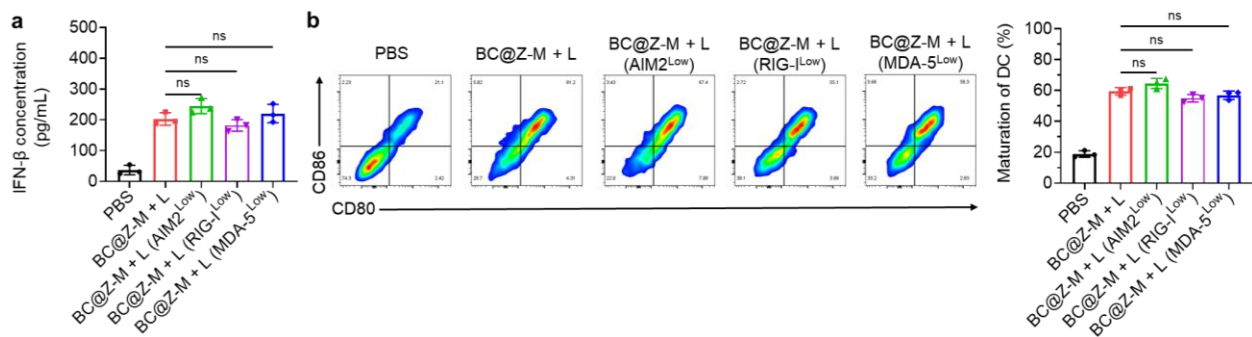 a
IFN-β concentration
(pg/mL)
500
400
300
200
100
0
ns
ns
ns
PBS
BC@Z-M + L
BC@Z-M + L (AIM2Low)
BC@Z-M + L (RIG-ILow)
BC@Z-M + L (MDA-5Low)
b
PBS
BC@Z-M + L
BC@Z-M + L
(AIM2Low)
BC@Z-M + L
(RIG-ILow)
BC@Z-M + L
(MDA-5Low)
CD86
CD80
Maturation of DC (%)
100
80
60
40
20
0
ns
ns
ns
PBS
BC@Z-M + L
BC@Z-M + L (AIM2Low)
BC@Z-M + L (RIG-ILow)
BC@Z-M + L (MDA-5Low)